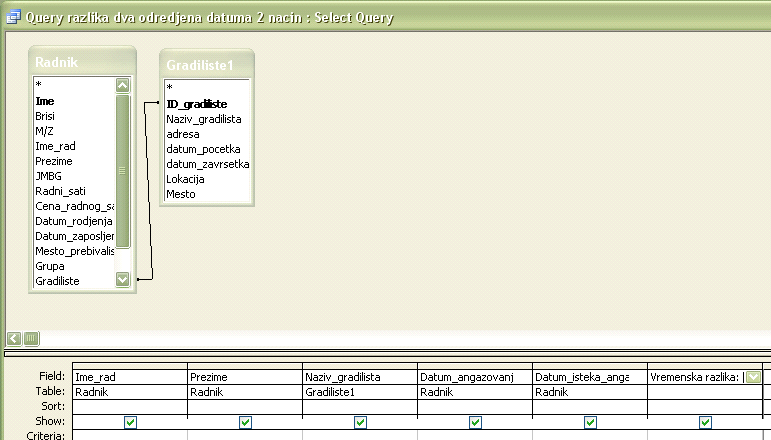 Query razlika dva odredjena datuma 2 nacin : Select Query
Radnik
*
Ime
Brisi
M/Z
Ime_rad
Prezime
JMBG
Radni_sati
Cena_radnog_sa
Datum_rodjenja
Datum_zaposljer
Mesto_prebivalis
Grupa
Gradiliste
Gradiliste1
*
ID_gradiliste
Naziv_gradilista
adresa
datum_pocetka
datum_zavrsetka
Lokacija
Mesto
Field: Ime_rad Prezime Naziv_gradilista Datum_angazovanj Datum_isteka_anga Vremenska razlika: [
Table: Radnik Radnik Gradiliste1 Radnik Radnik
Sort:
Show:
Criteria: